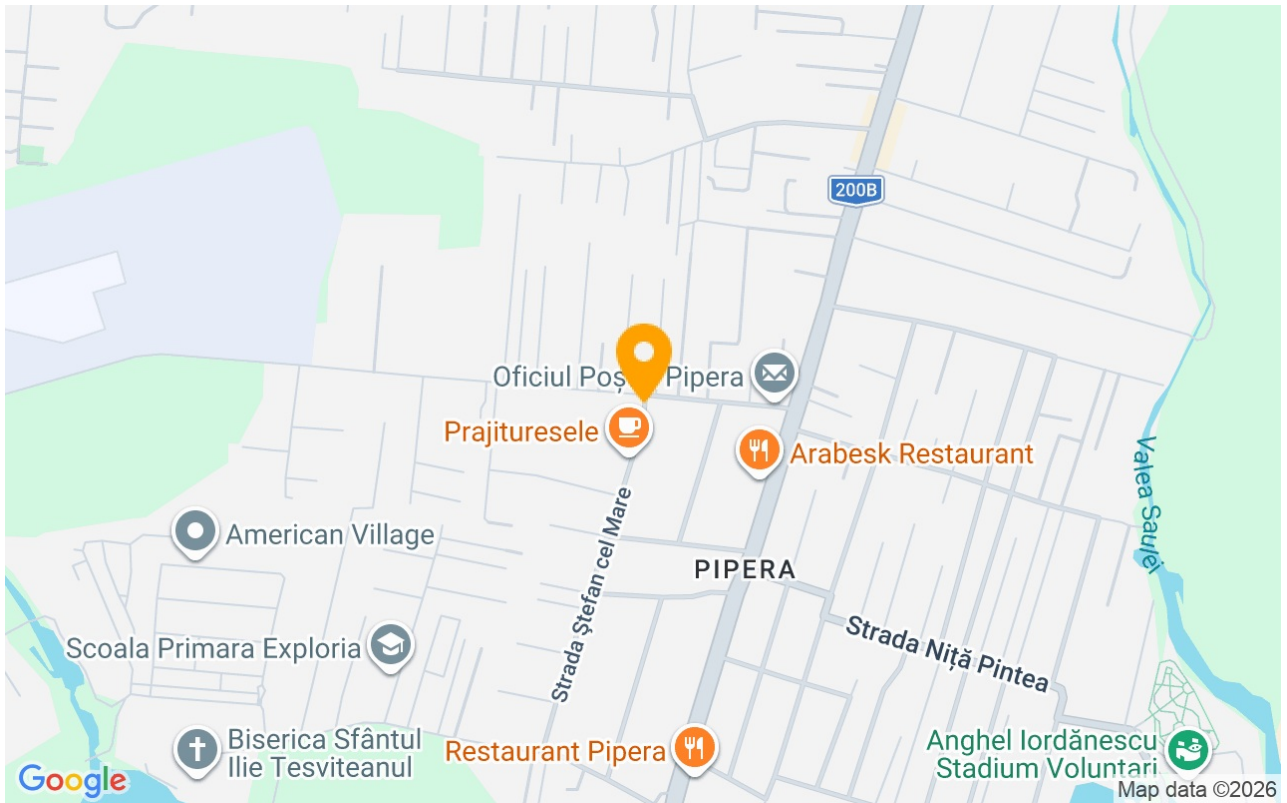 200B
Oficiul Poș Pipera
Prajituresele
Arabesk Restaurant
Valea Saulei
American Village
PIPERA
Strada Ștefan cel Mare
Scoala Primara Exploria
Strada Niță Pintea
Biserica Sfântul
Ilie Tesviteanul
Restaurant Pipera
Anghel Iordănescu
Stadium Voluntari
Google
Map data ©2026